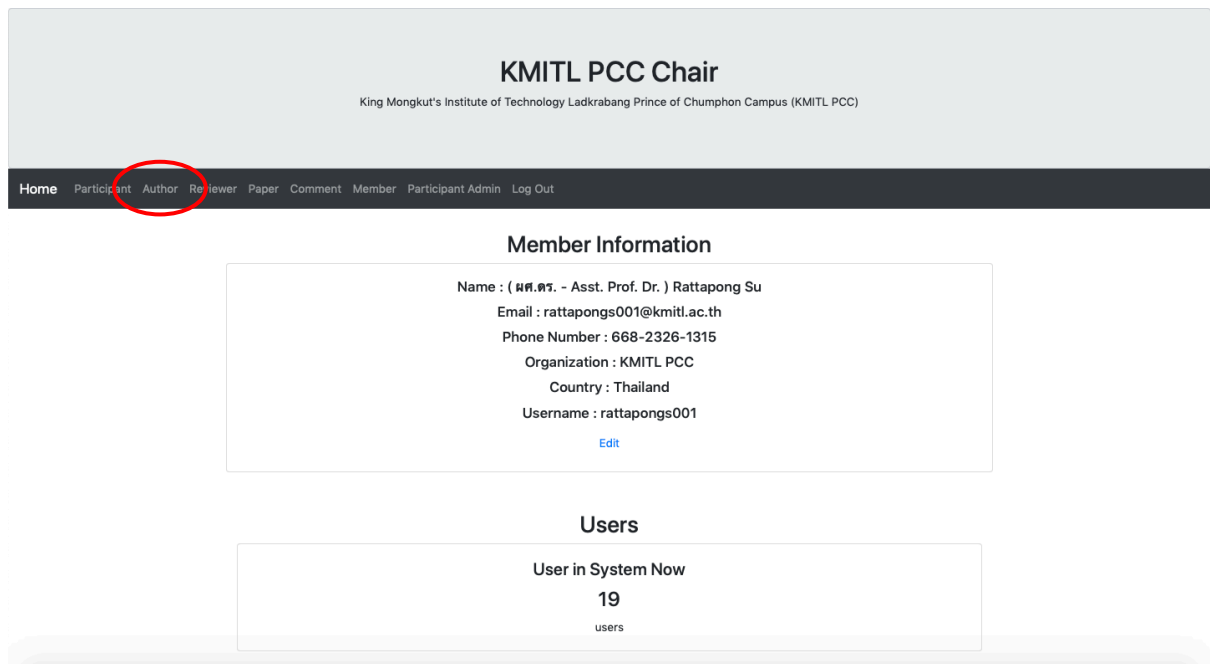 KMITL PCC Chair
King Mongkut's Institute of Technology Ladkrabang Prince of Chumphon Campus (KMITL PCC)
Home Participant Author Reviewer Paper Comment Member Participant Admin Log Out
Member Information
Name : ( ผศ.ดร. - Asst. Prof. Dr. ) Rattapong Su
Email : rattapongs001@kmitl.ac.th
Phone Number : 668-2326-1315
Organization : KMITL PCC
Country : Thailand
Username : rattapongs001
Edit
Users
User in System Now
19
users